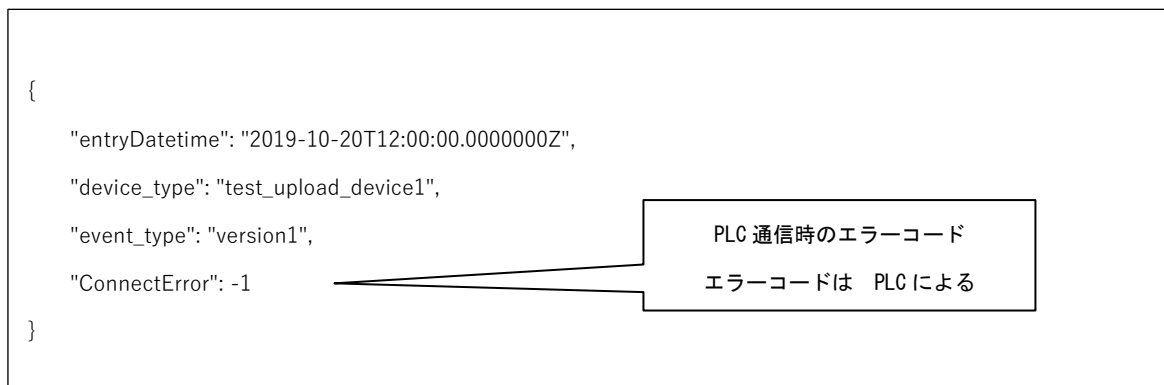 {
"entryDatetime": "2019-10-20T12:00:00.0000000Z",
"device_type": "test_upload_device1",
"event_type": "version1",
"ConnectError": -1
}
PLC 通信時のエラーコード
エラーコードは PLC による